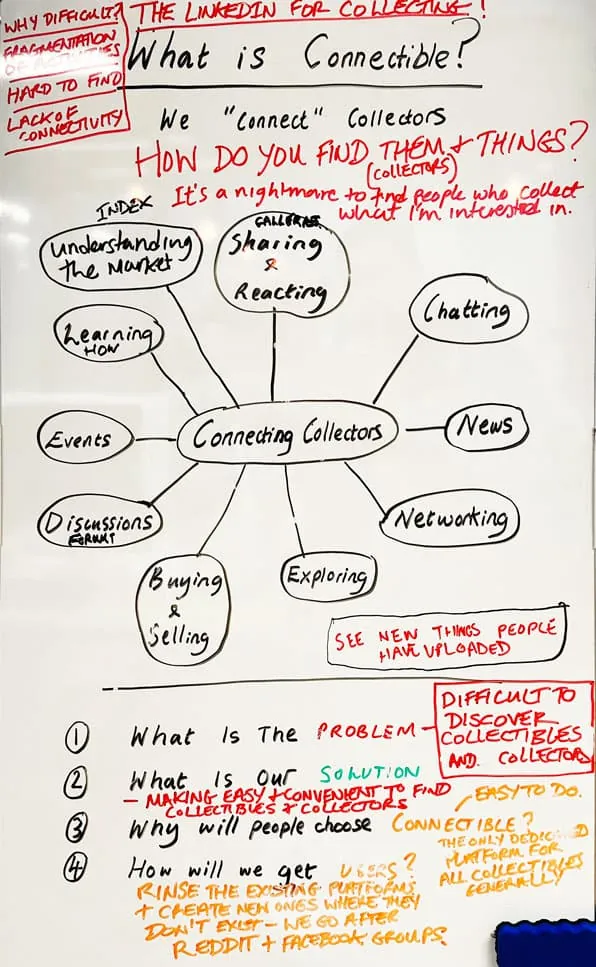 WHY DIFFICULT?
FRAGMENTATION
OF ACTIVITIES
HARD TO FIND
LACK OF
CONNECTIVITY
THE LINKEDIN FOR COLLECTING!
What is Connectible?
We "Connect" Collectors
HOW DO YOU FIND THEM + THINGS?
(COLLECTORS)
It's a nightmare to find people who collect
what I'm interested in.
INDEX
Understanding
the Market
GALLERIES
Sharing
&
Reacting
Chatting
Learning
HOW
Events
Connecting Collectors
News
Discussions
FORMAT
Networking
Buying
&
Selling
Exploring
SEE NEW THINGS PEOPLE
HAVE UPLOADED
① What Is The PROBLEM –
DIFFICULT TO
DISCOVER
COLLECTIBLES
AND COLLECTORS
② What Is Our SOLUTION
– MAKING EASY + CONVENIENT TO FIND
COLLECTIBLES & COLLECTORS
③ Why will people choose CONNECTIBLE?
– EASY TO DO.
THE ONLY DEDICATED
PLATFORM FOR
ALL COLLECTIBLES
GENERALLY
④ How will we get USERS?
RINSE THE EXISTING PLATFORMS
+ CREATE NEW ONES WHERE THEY
DON'T EXIST – WE GO AFTER
REDDIT + FACEBOOK GROUPS.